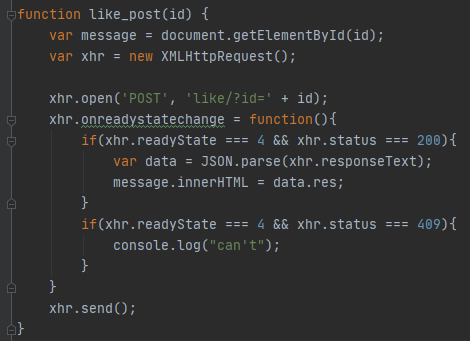 function like_post(id) {
    var message = document.getElementById(id);
    var xhr = new XMLHttpRequest();

    xhr.open('POST', 'like/?id=' + id);
    xhr.onreadystatechange = function(){
        if(xhr.readyState === 4 && xhr.status === 200){
            var data = JSON.parse(xhr.responseText);
            message.innerHTML = data.res;
        }
        if(xhr.readyState === 4 && xhr.status === 409){
            console.log("can't");
        }
    }
    xhr.send();
}